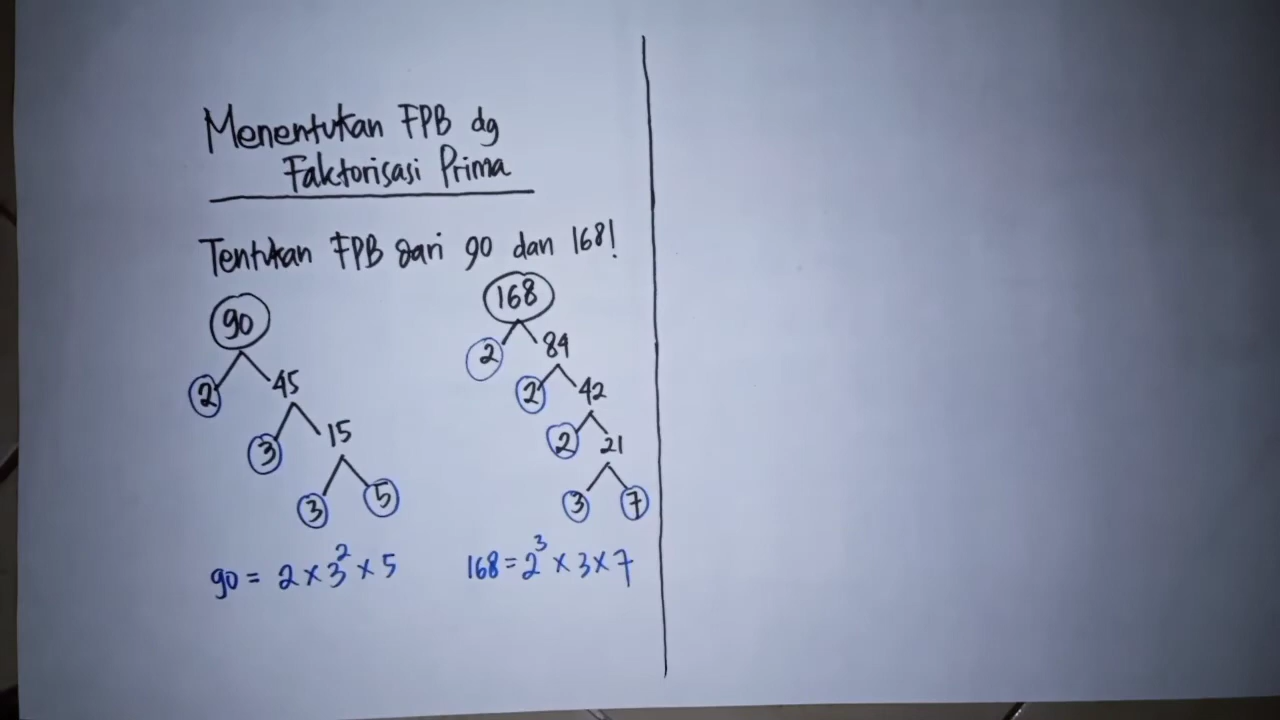 Menentukan FPB dg
Faktorisasi Prima
Tentukan FPB dari 90 dan 168!
90
2 45
3 15
3 5
168
2 84
2 42
2 21
3 7
90 = 2 × 3² × 5
168 = 2³ × 3 × 7